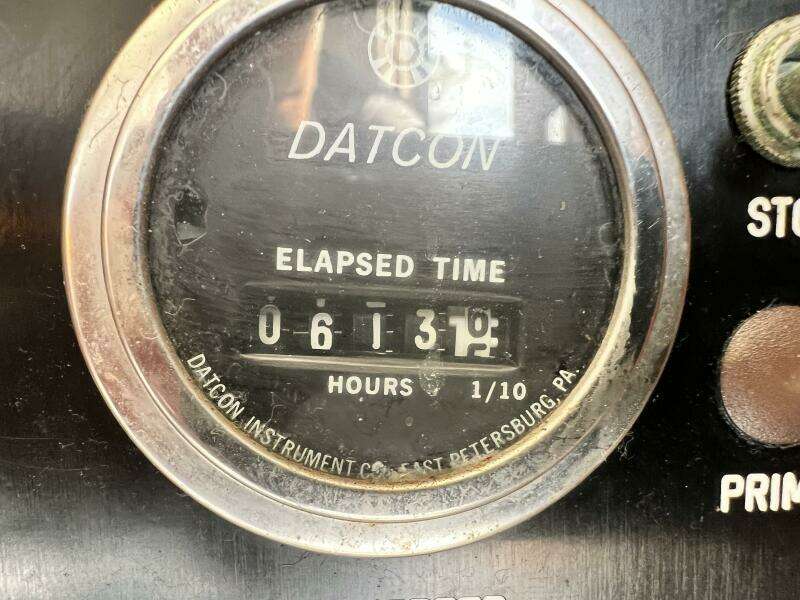 DATCON
ELAPSED TIME
0613
HOURS 1/10
DATCON INSTRUMENT CO., EAST PETERSBURG, PA.